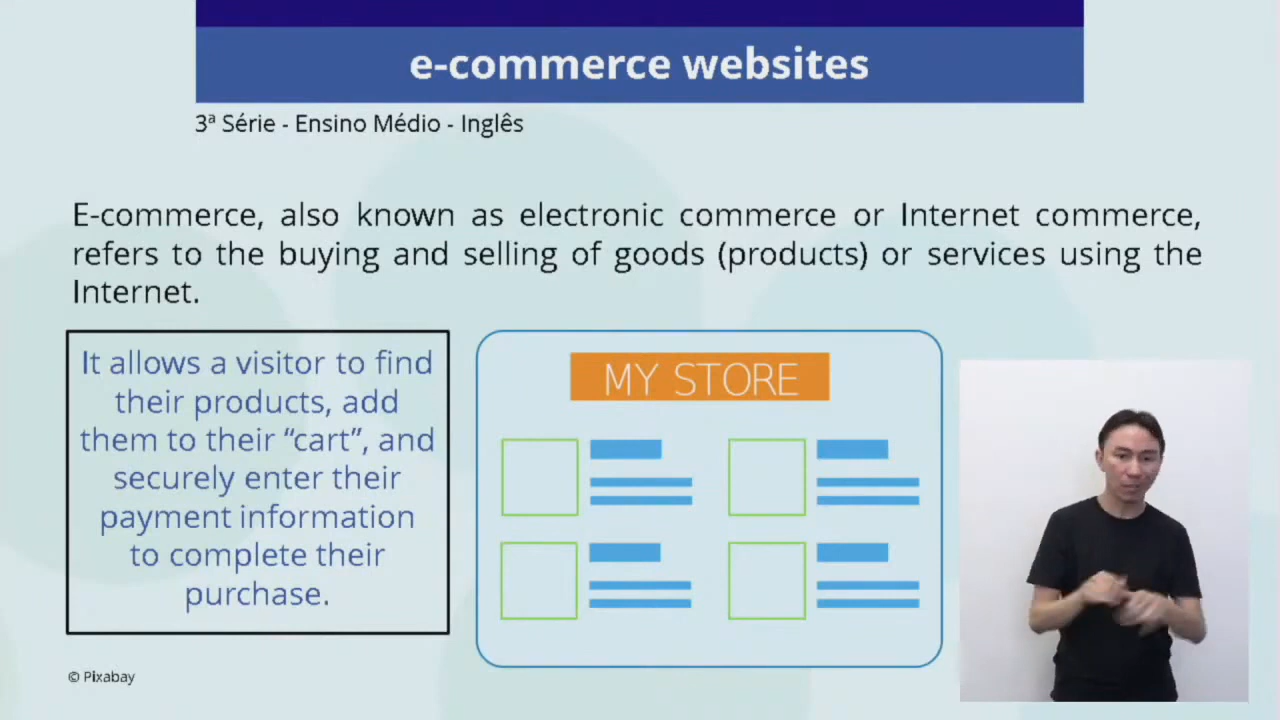 e-commerce websites
3ª Série - Ensino Médio - Inglês
E-commerce, also known as electronic commerce or Internet commerce,
refers to the buying and selling of goods (products) or services using the
Internet.
It allows a visitor to find
their products, add
them to their “cart”, and
securely enter their
payment information
to complete their
purchase.
MY STORE
© Pixabay